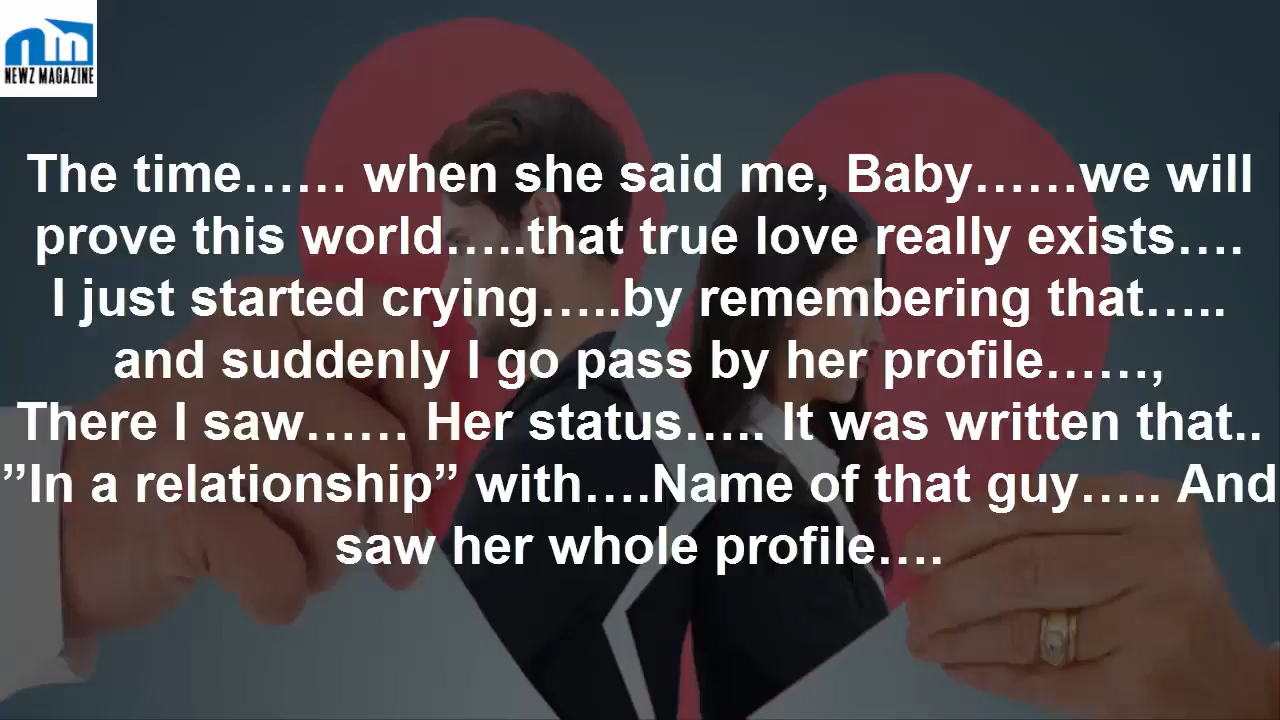 NEWZ MAGAZINE
The time…… when she said me, Baby……we will
prove this world…..that true love really exists….
I just started crying…..by remembering that…..
and suddenly I go pass by her profile……,
There I saw…… Her status….. It was written that..
”In a relationship” with….Name of that guy….. And
saw her whole profile….